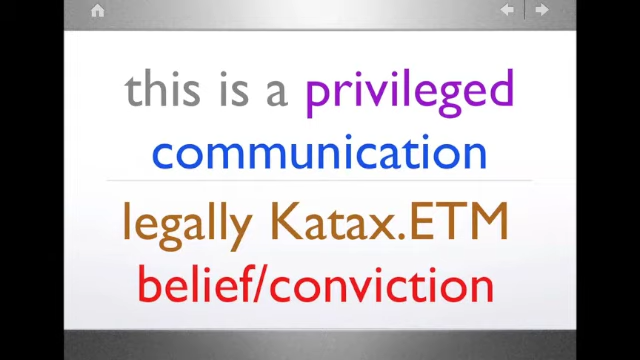 this is a privileged
communication
legally Katax.ETM
belief/conviction